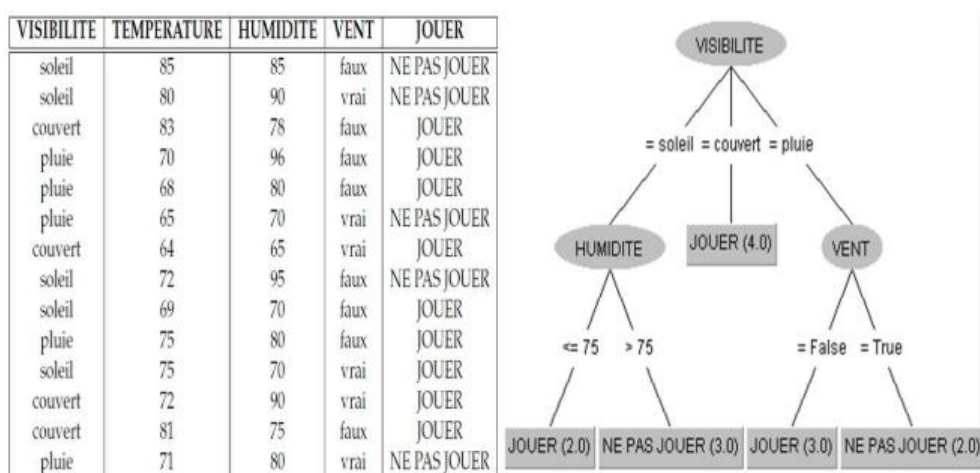 VISIBILITE TEMPERATURE HUMIDITE VENT JOUER
soleil 85 85 faux NE PAS JOUER
soleil 80 90 vrai NE PAS JOUER
couvert 83 78 faux JOUER
pluie 70 96 faux JOUER
pluie 68 80 faux JOUER
pluie 65 70 vrai NE PAS JOUER
couvert 64 65 vrai JOUER
soleil 72 95 faux NE PAS JOUER
soleil 69 70 faux JOUER
pluie 75 80 faux JOUER
soleil 75 70 vrai JOUER
couvert 72 90 vrai JOUER
couvert 81 75 faux JOUER
pluie 71 80 vrai NE PAS JOUER
VISIBILITE
= soleil = couvert = pluie
HUMIDITE JOUER (4.0) VENT
<= 75 > 75 = False = True
JOUER (2.0) NE PAS JOUER (3.0) JOUER (3.0) NE PAS JOUER (2.0)